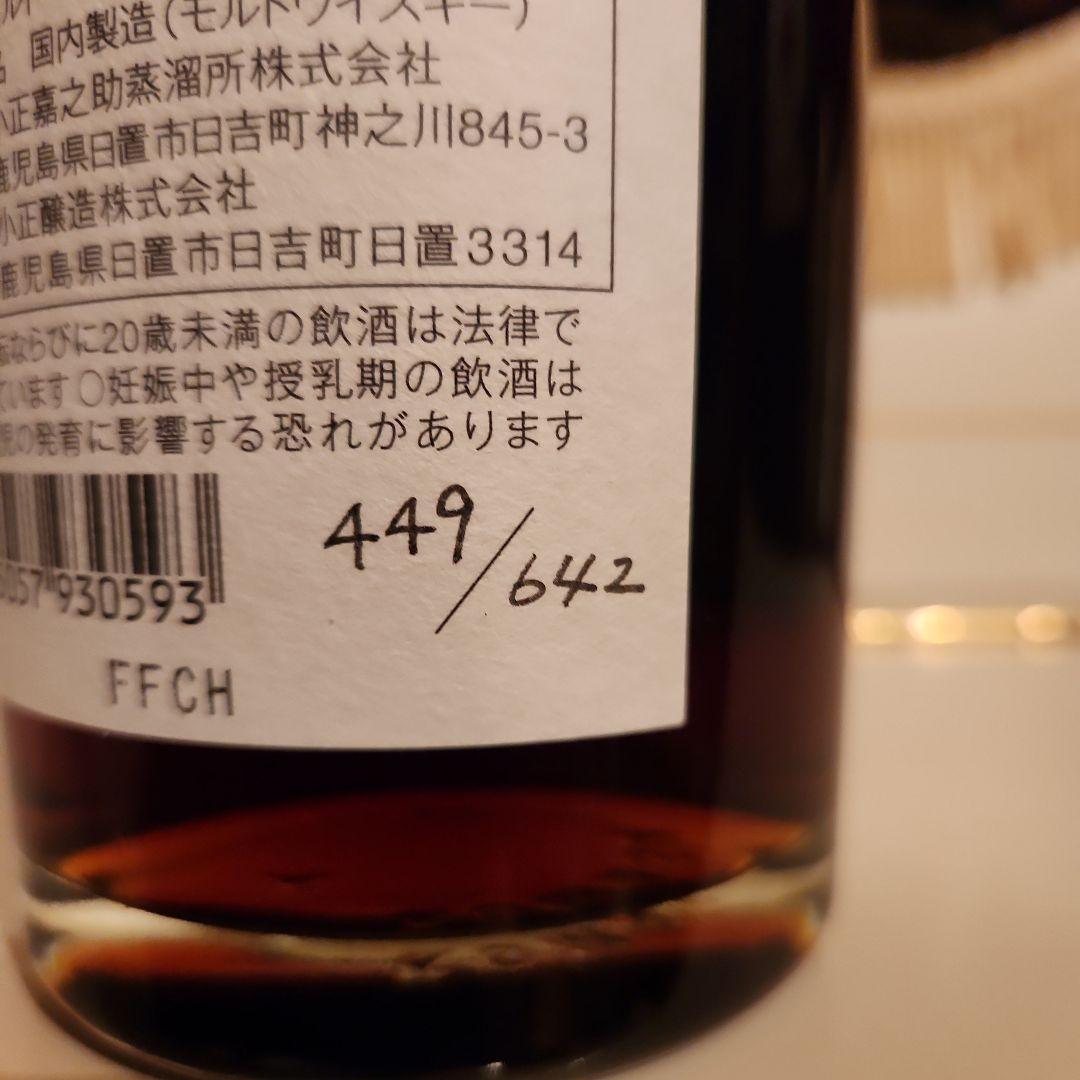 国内製造(モルトウイスキー)
小正嘉之助蒸溜所株式会社
鹿児島県日置市日吉町神之川845-3
小正醸造株式会社
鹿児島県日置市日吉町日置3314
ならびに20歳未満の飲酒は法律で
ています ○妊娠中や授乳期の飲酒は
児の発育に影響する恐れがあります
449/642
057 930593
FFCH